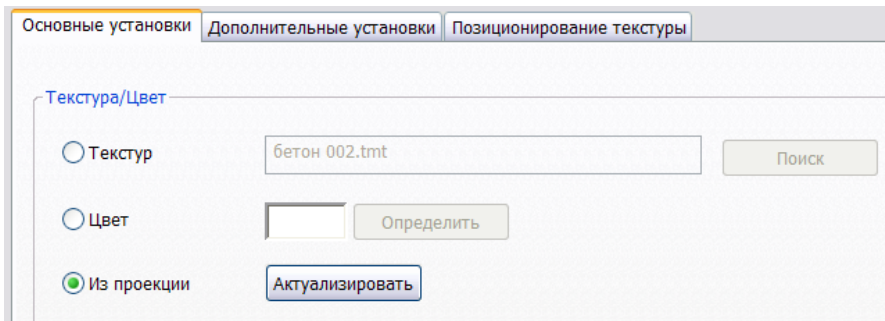 Основные установки Дополнительные установки Позиционирование текстуры
Текстура/Цвет
Текстур бетон 002.tmt Поиск
Цвет Определить
Из проекции Актуализировать